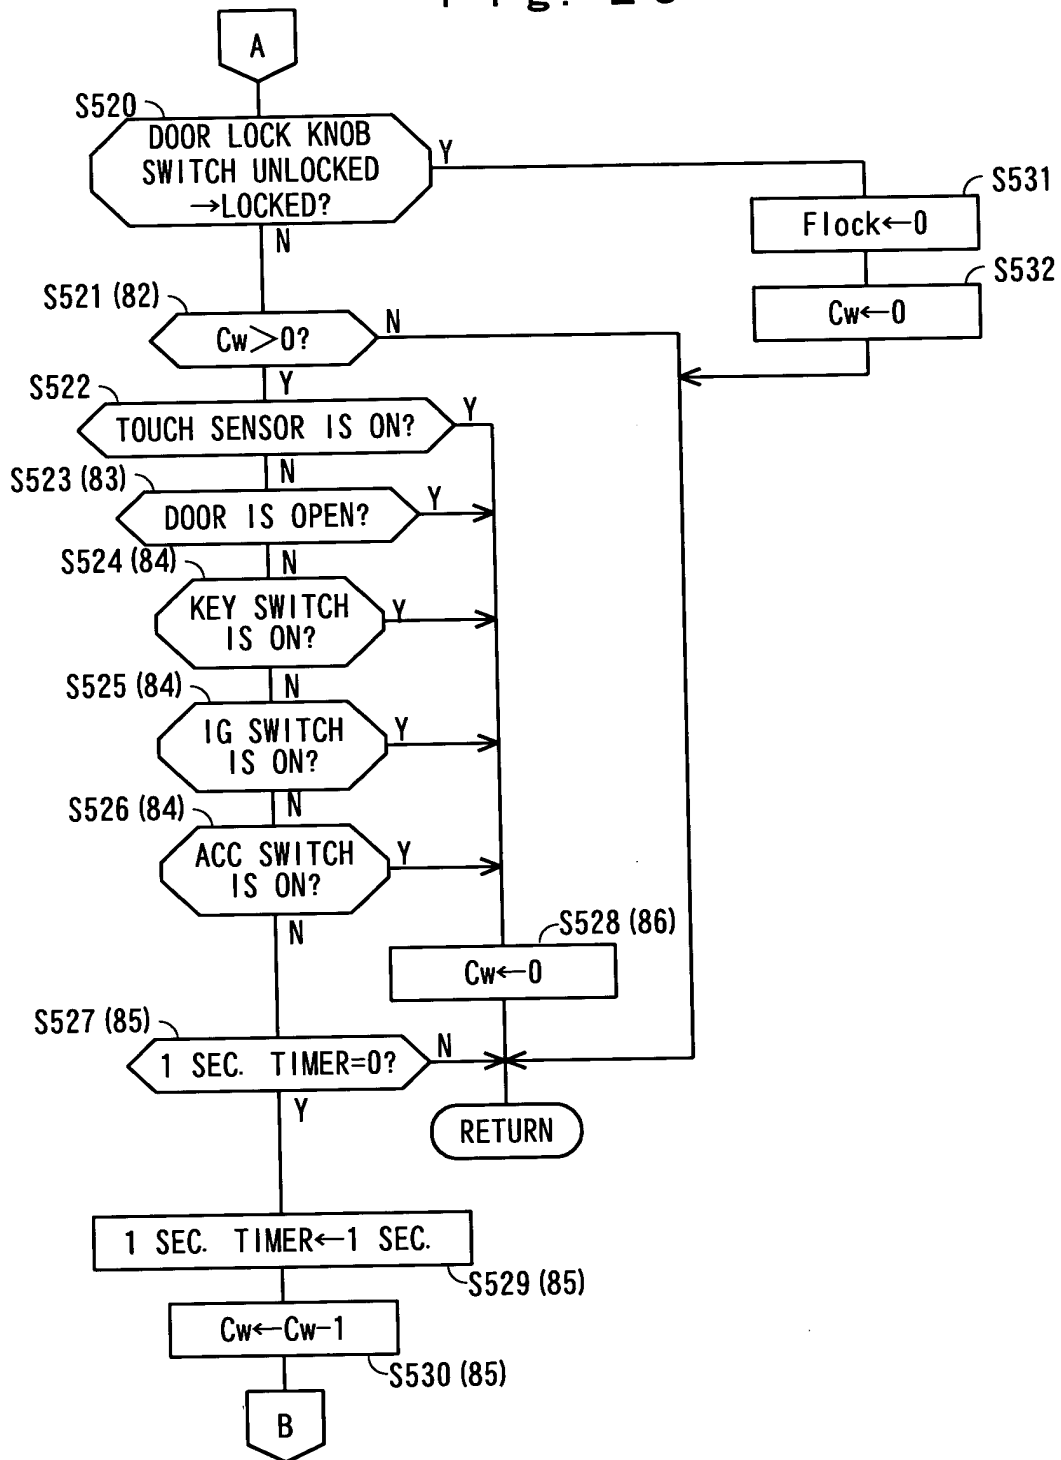 A
S520
DOOR LOCK KNOB
SWITCH UNLOCKED
→LOCKED?
Y
N
S531
Flock←0
S532
Cw←0
S521 (82)
Cw>0?
N
Y
S522
TOUCH SENSOR IS ON?
Y
N
S523 (83)
DOOR IS OPEN?
Y
N
S524 (84)
KEY SWITCH
IS ON?
Y
N
S525 (84)
IG SWITCH
IS ON?
Y
N
S526 (84)
ACC SWITCH
IS ON?
Y
N
S528 (86)
Cw←0
S527 (85)
1 SEC. TIMER=0?
N
Y
RETURN
1 SEC. TIMER←1 SEC.
S529 (85)
Cw←Cw-1
S530 (85)
B